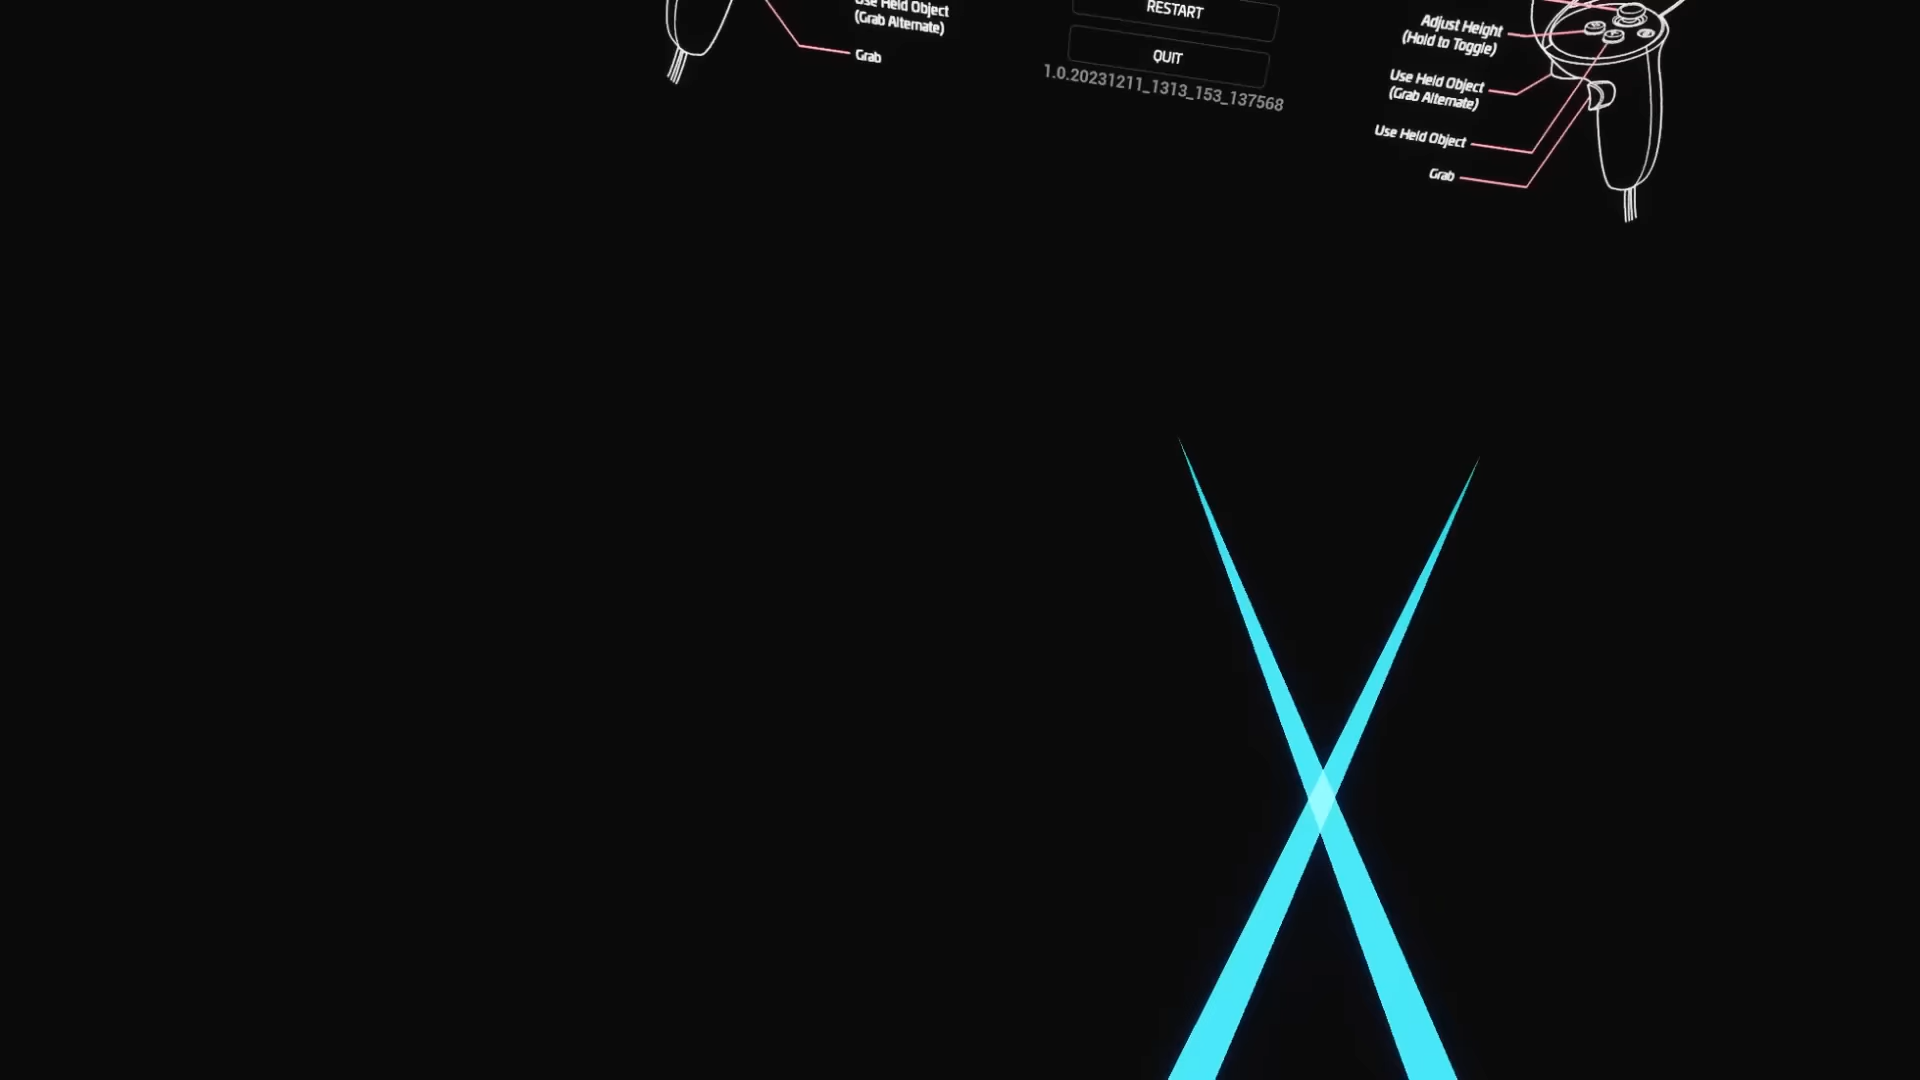 Use Held Object
(Grab Alternate)
Grab
RESTART
QUIT
1.0.20231211_1313_153_137568
Adjust Height
(Hold to Toggle)
Use Held Object
(Grab Alternate)
Use Held Object
Grab